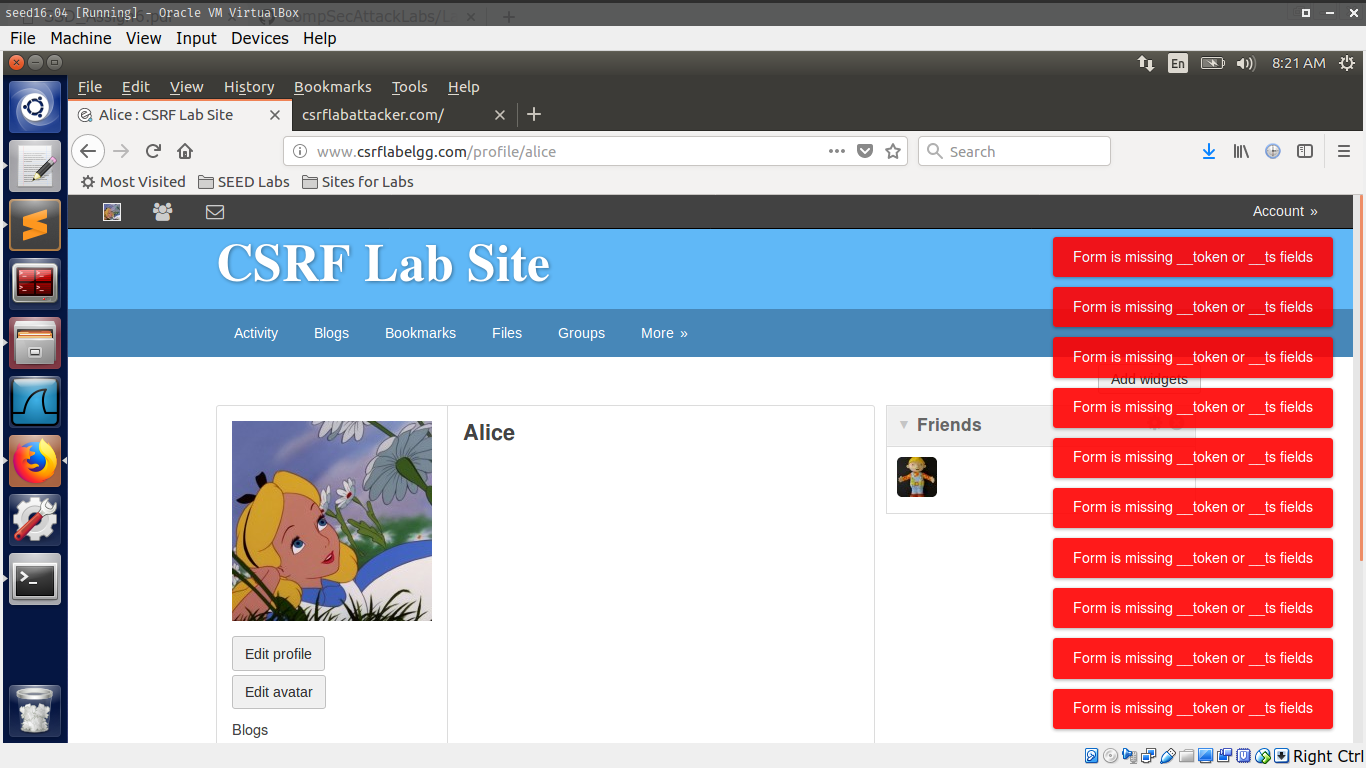 seed16.04 [Running] - Oracle VM VirtualBox
File Machine View Input Devices Help
En 8:21 AM
File Edit View History Bookmarks Tools Help
Alice : CSRF Lab Site csrflabattacker.com/
www.csrflabelgg.com/profile/alice Search
Most Visited SEED Labs Sites for Labs
Account »
CSRF Lab Site
Activity Blogs Bookmarks Files Groups More »
Form is missing __token or __ts fields
Form is missing __token or __ts fields
Form is missing __token or __ts fields
Add widgets
Form is missing __token or __ts fields
Form is missing __token or __ts fields
Form is missing __token or __ts fields
Form is missing __token or __ts fields
Form is missing __token or __ts fields
Form is missing __token or __ts fields
Form is missing __token or __ts fields
Alice
Friends
Edit profile
Edit avatar
Blogs
Right Ctrl